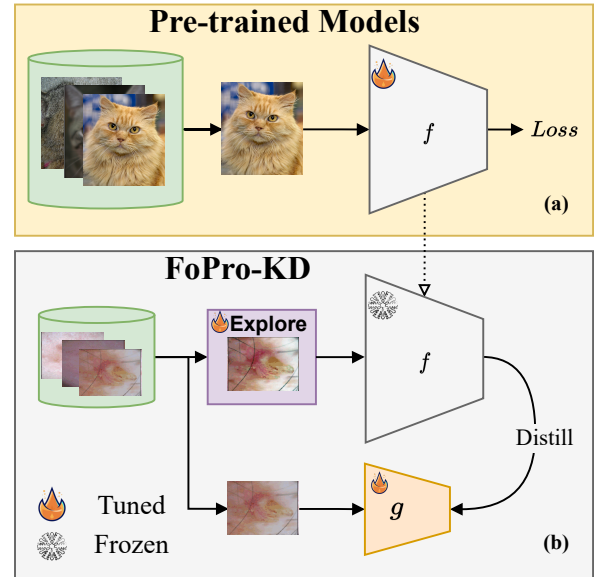 Pre-trained Models
f
Loss
(a)
FoPro-KD
Explore
f
Distill
g
Tuned
Frozen
(b)